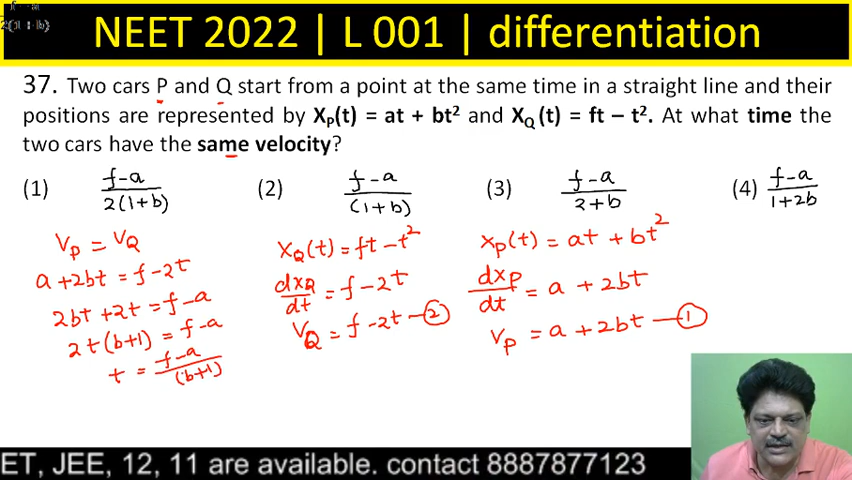 f-a
2(1+b)
NEET 2022 | L 001 | differentiation
37. Two cars P and Q start from a point at the same time in a straight line and their
positions are represented by X_P(t) = at + bt² and X_Q (t) = ft – t². At what time the
two cars have the same velocity?
(1) f-a / 2(1+b) (2) f-a / (1+b) (3) f-a / 2+b (4) f-a / 1+2b
V_P = V_Q
a + 2bt = f-2t
2bt + 2t = f-a
2t(b+1) = f-a
t = f-a / (b+1)
x_Q(t) = ft - t²
dx_Q / dt = f - 2t
V_Q = f - 2t — ②
x_P(t) = at + bt²
dx_P / dt = a + 2bt
V_P = a + 2bt — ①
ET, JEE, 12, 11 are available. contact 8887877123